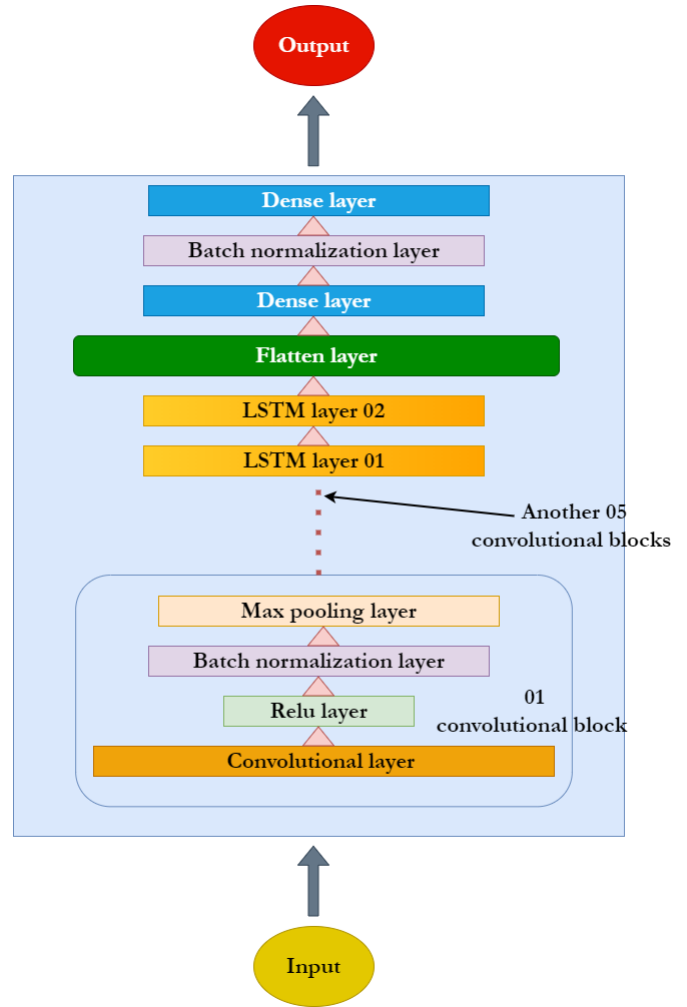 Output
Dense layer
Batch normalization layer
Dense layer
Flatten layer
LSTM layer 02
LSTM layer 01
Another 05
convolutional blocks
Max pooling layer
Batch normalization layer
01
convolutional block
Relu layer
Convolutional layer
Input